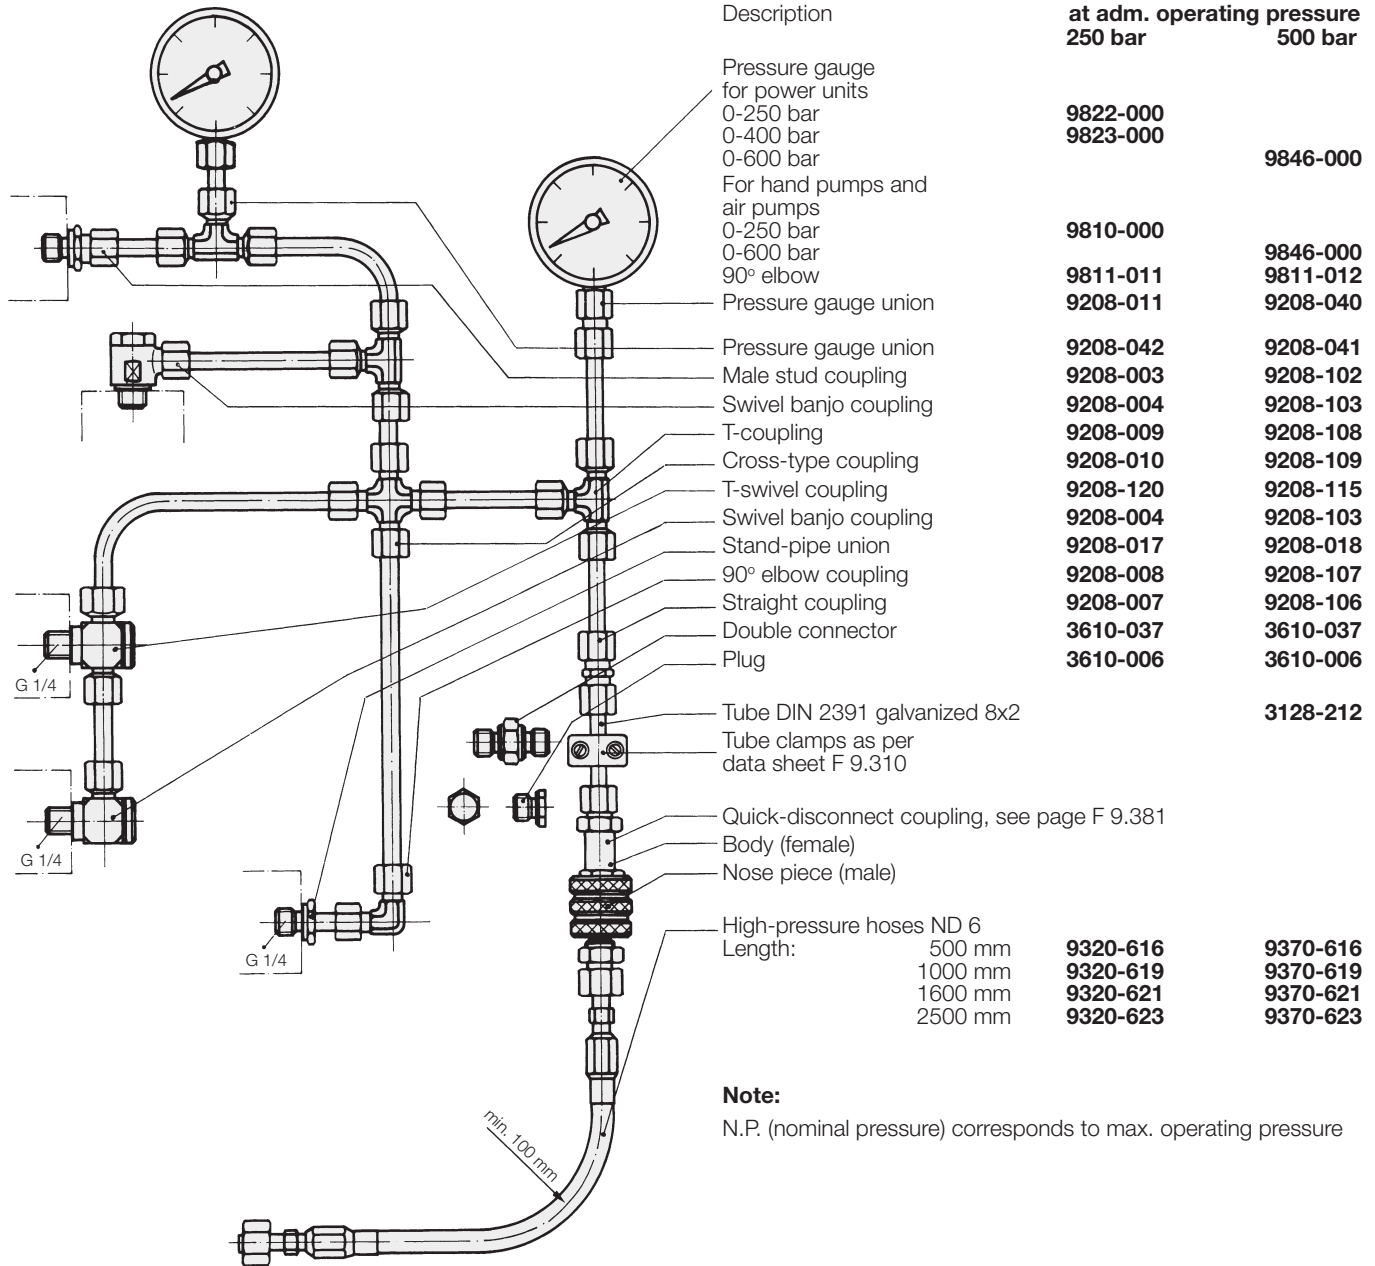 Description at adm. operating pressure
250 bar 500 bar
Pressure gauge
for power units
0-250 bar 9822-000
0-400 bar 9823-000
0-600 bar 9846-000
For hand pumps and
air pumps
0-250 bar 9810-000
0-600 bar 9846-000
90° elbow 9811-011 9811-012
Pressure gauge union 9208-011 9208-040
Pressure gauge union 9208-042 9208-041
Male stud coupling 9208-003 9208-102
Swivel banjo coupling 9208-004 9208-103
T-coupling 9208-009 9208-108
Cross-type coupling 9208-010 9208-109
T-swivel coupling 9208-120 9208-115
Swivel banjo coupling 9208-004 9208-103
Stand-pipe union 9208-017 9208-018
90° elbow coupling 9208-008 9208-107
Straight coupling 9208-007 9208-106
Double connector 3610-037 3610-037
Plug 3610-006 3610-006
Tube DIN 2391 galvanized 8x2 3128-212
Tube clamps as per
data sheet F 9.310
Quick-disconnect coupling, see page F 9.381
Body (female)
Nose piece (male)
High-pressure hoses ND 6
Length: 500 mm 9320-616 9370-616
1000 mm 9320-619 9370-619
1600 mm 9320-621 9370-621
2500 mm 9320-623 9370-623
Note:
N.P. (nominal pressure) corresponds to max. operating pressure
G 1/4
G 1/4
G 1/4
min. 100 mm